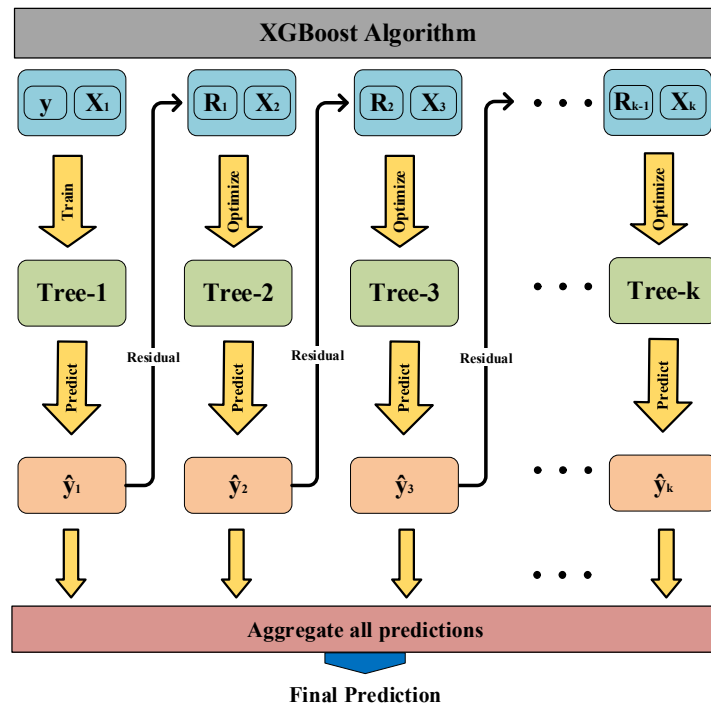 XGBoost Algorithm
y X₁ R₁ X₂ R₂ X₃ Rₖ₋₁ Xₖ
Train Optimize Optimize Optimize
Tree-1 Tree-2 Tree-3 Tree-k
Residual Residual Residual
Predict Predict Predict Predict
ŷ₁ ŷ₂ ŷ₃ ŷₖ
Aggregate all predictions
Final Prediction